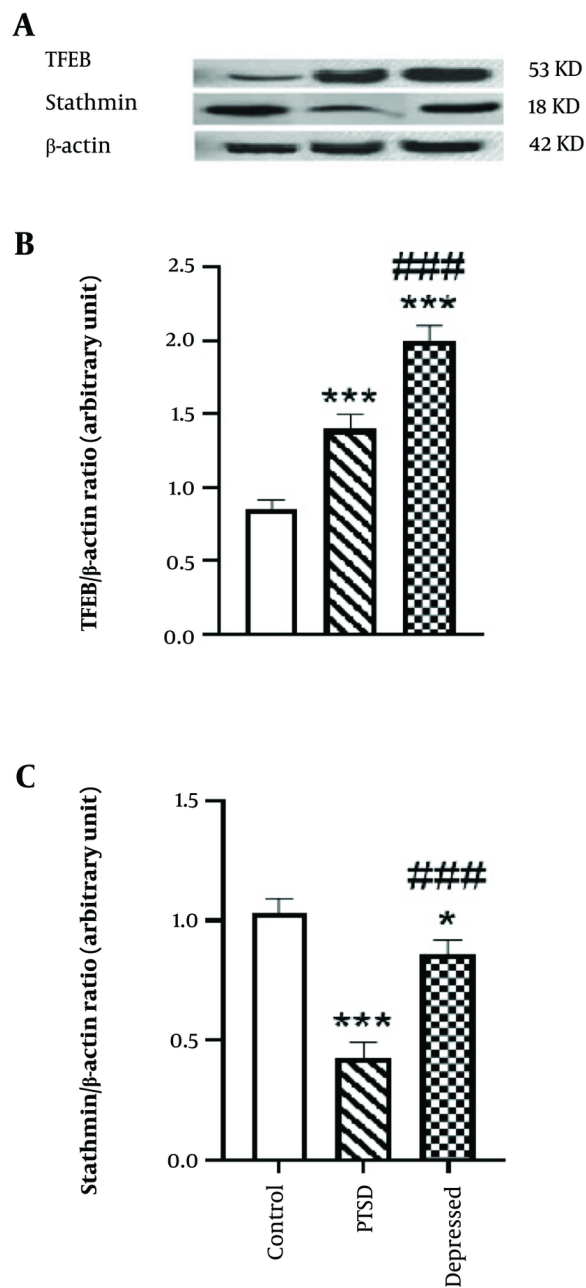 A
TFEB 53 KD
Stathmin 18 KD
β-actin 42 KD
B
TFEB/β-actin ratio (arbitrary unit)
2.5
2.0
1.5
1.0
0.5
0.0
***
###
***
C
Stathmin/β-actin ratio (arbitrary unit)
1.5
1.0
0.5
0.0
***
###
*
Control
PTSD
Depressed